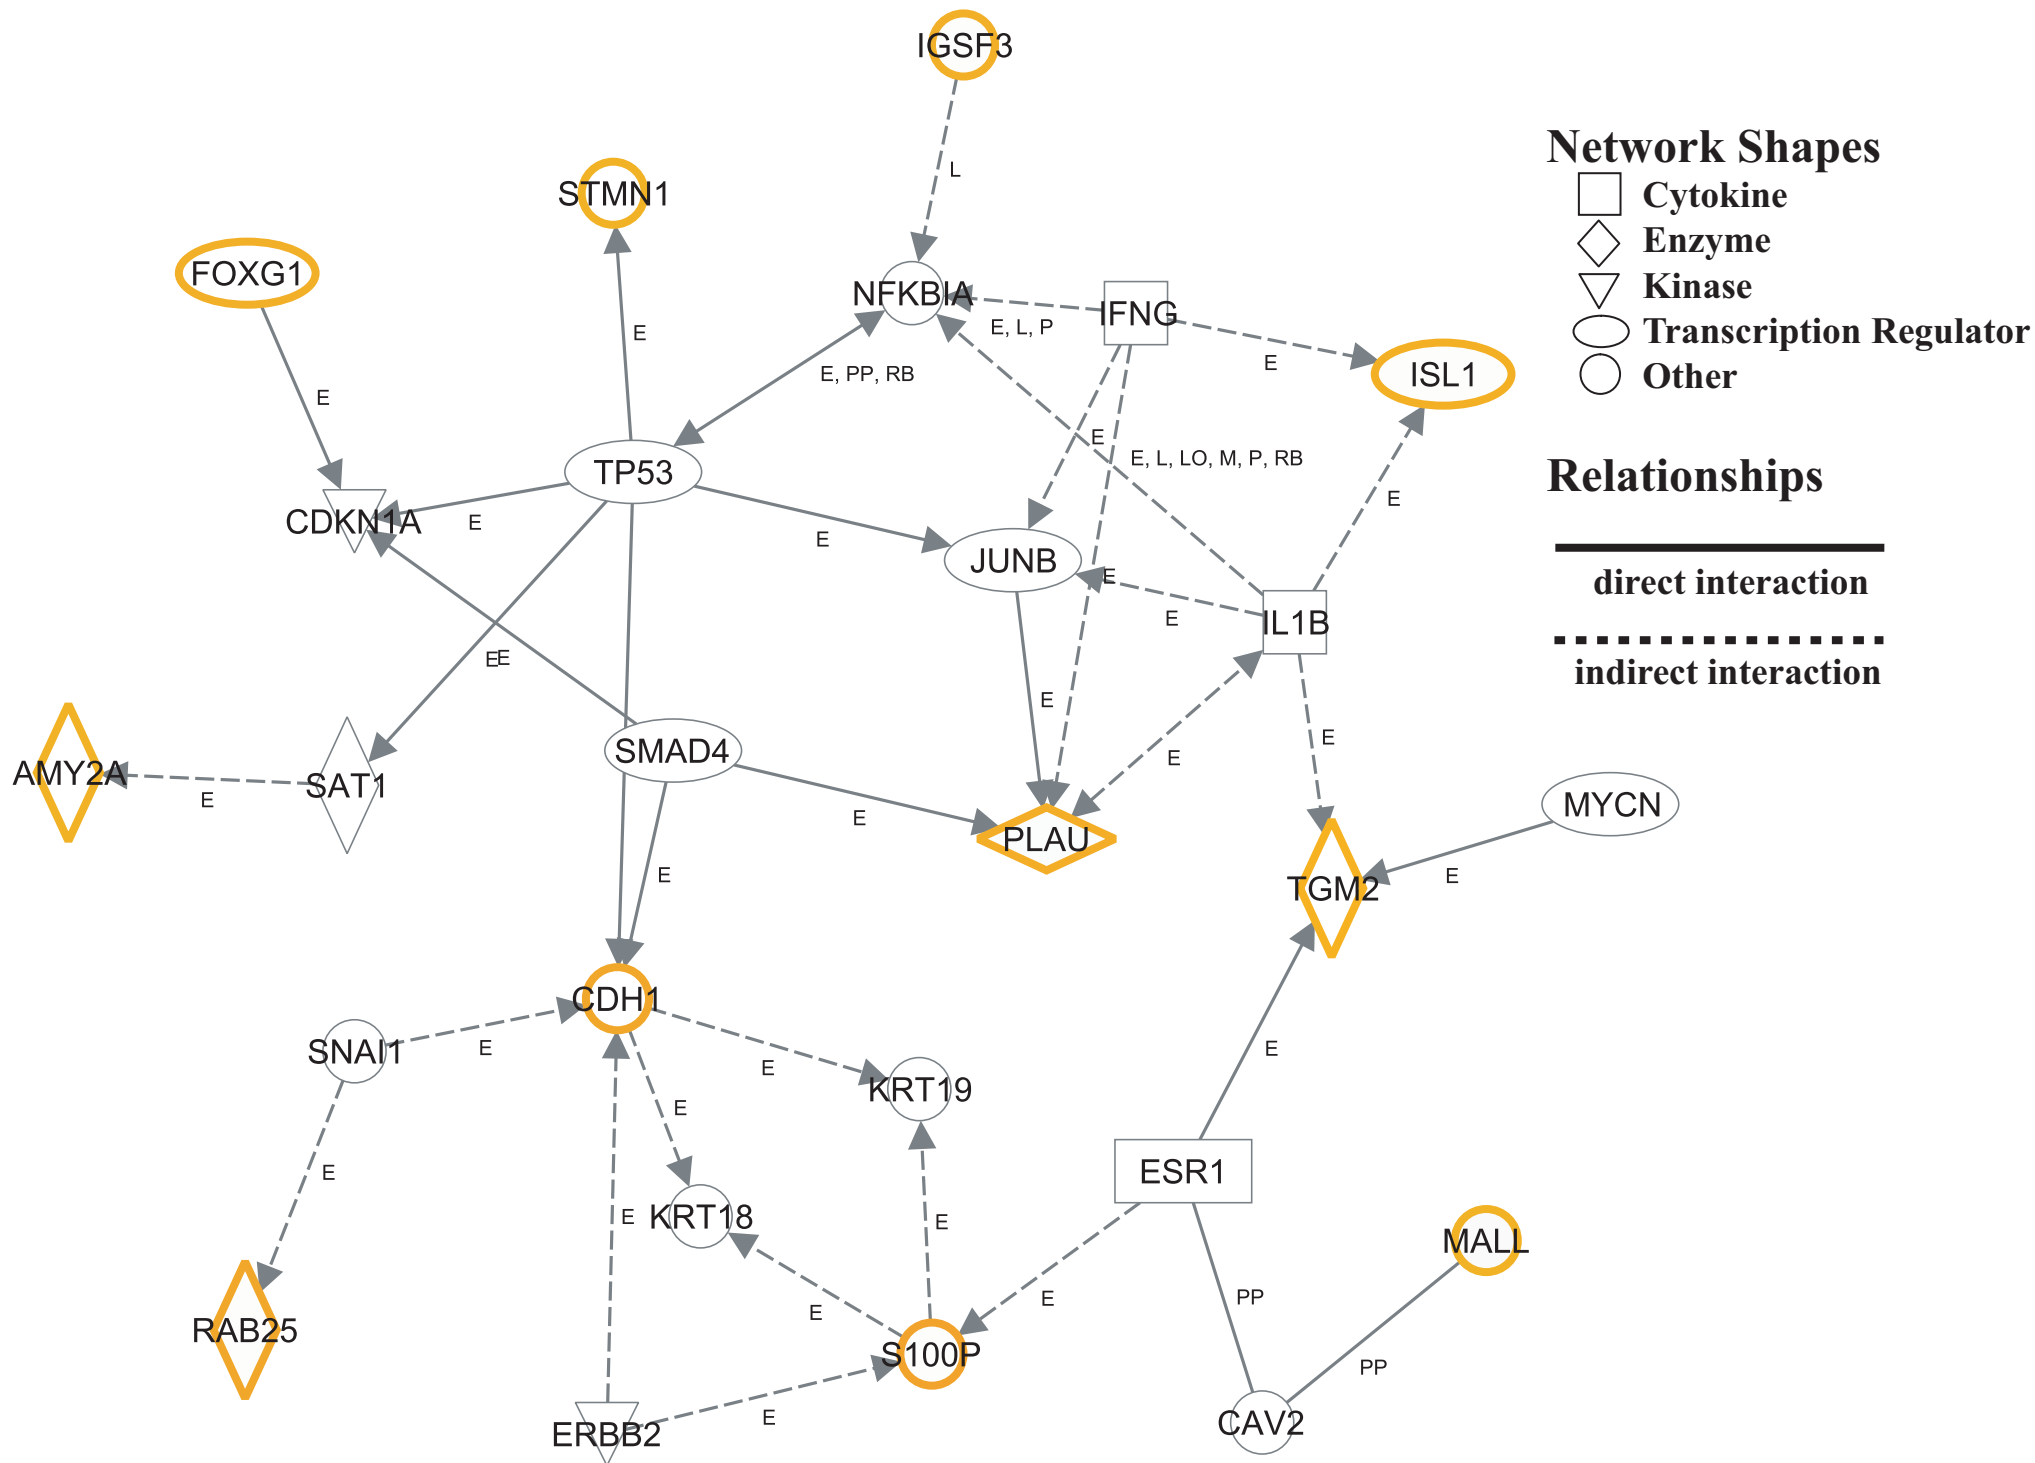 IGSF3
L
STMN1
FOXG1
E
E
NFKBIA
IFNG
E, L, P
E
ISL1
E, PP, RB
E
E, L, LO, M, P, RB
TP53
E
CDKN1A
E
E
JUNB
E
E
IL1B
E
E
E
E
SMAD4
E
E
E
AMY2A
E
SAT1
E
PLAU
MYCN
TGM2
E
CDH1
SNAI1
E
E
KRT19
E
E
E
KRT18
E
E
E
E
ESR1
E
PP
MALL
PP
RAB25
S100P
E
ERBB2
CAV2
Network Shapes
Cytokine
Enzyme
Kinase
Transcription Regulator
Other
Relationships
direct interaction
indirect interaction